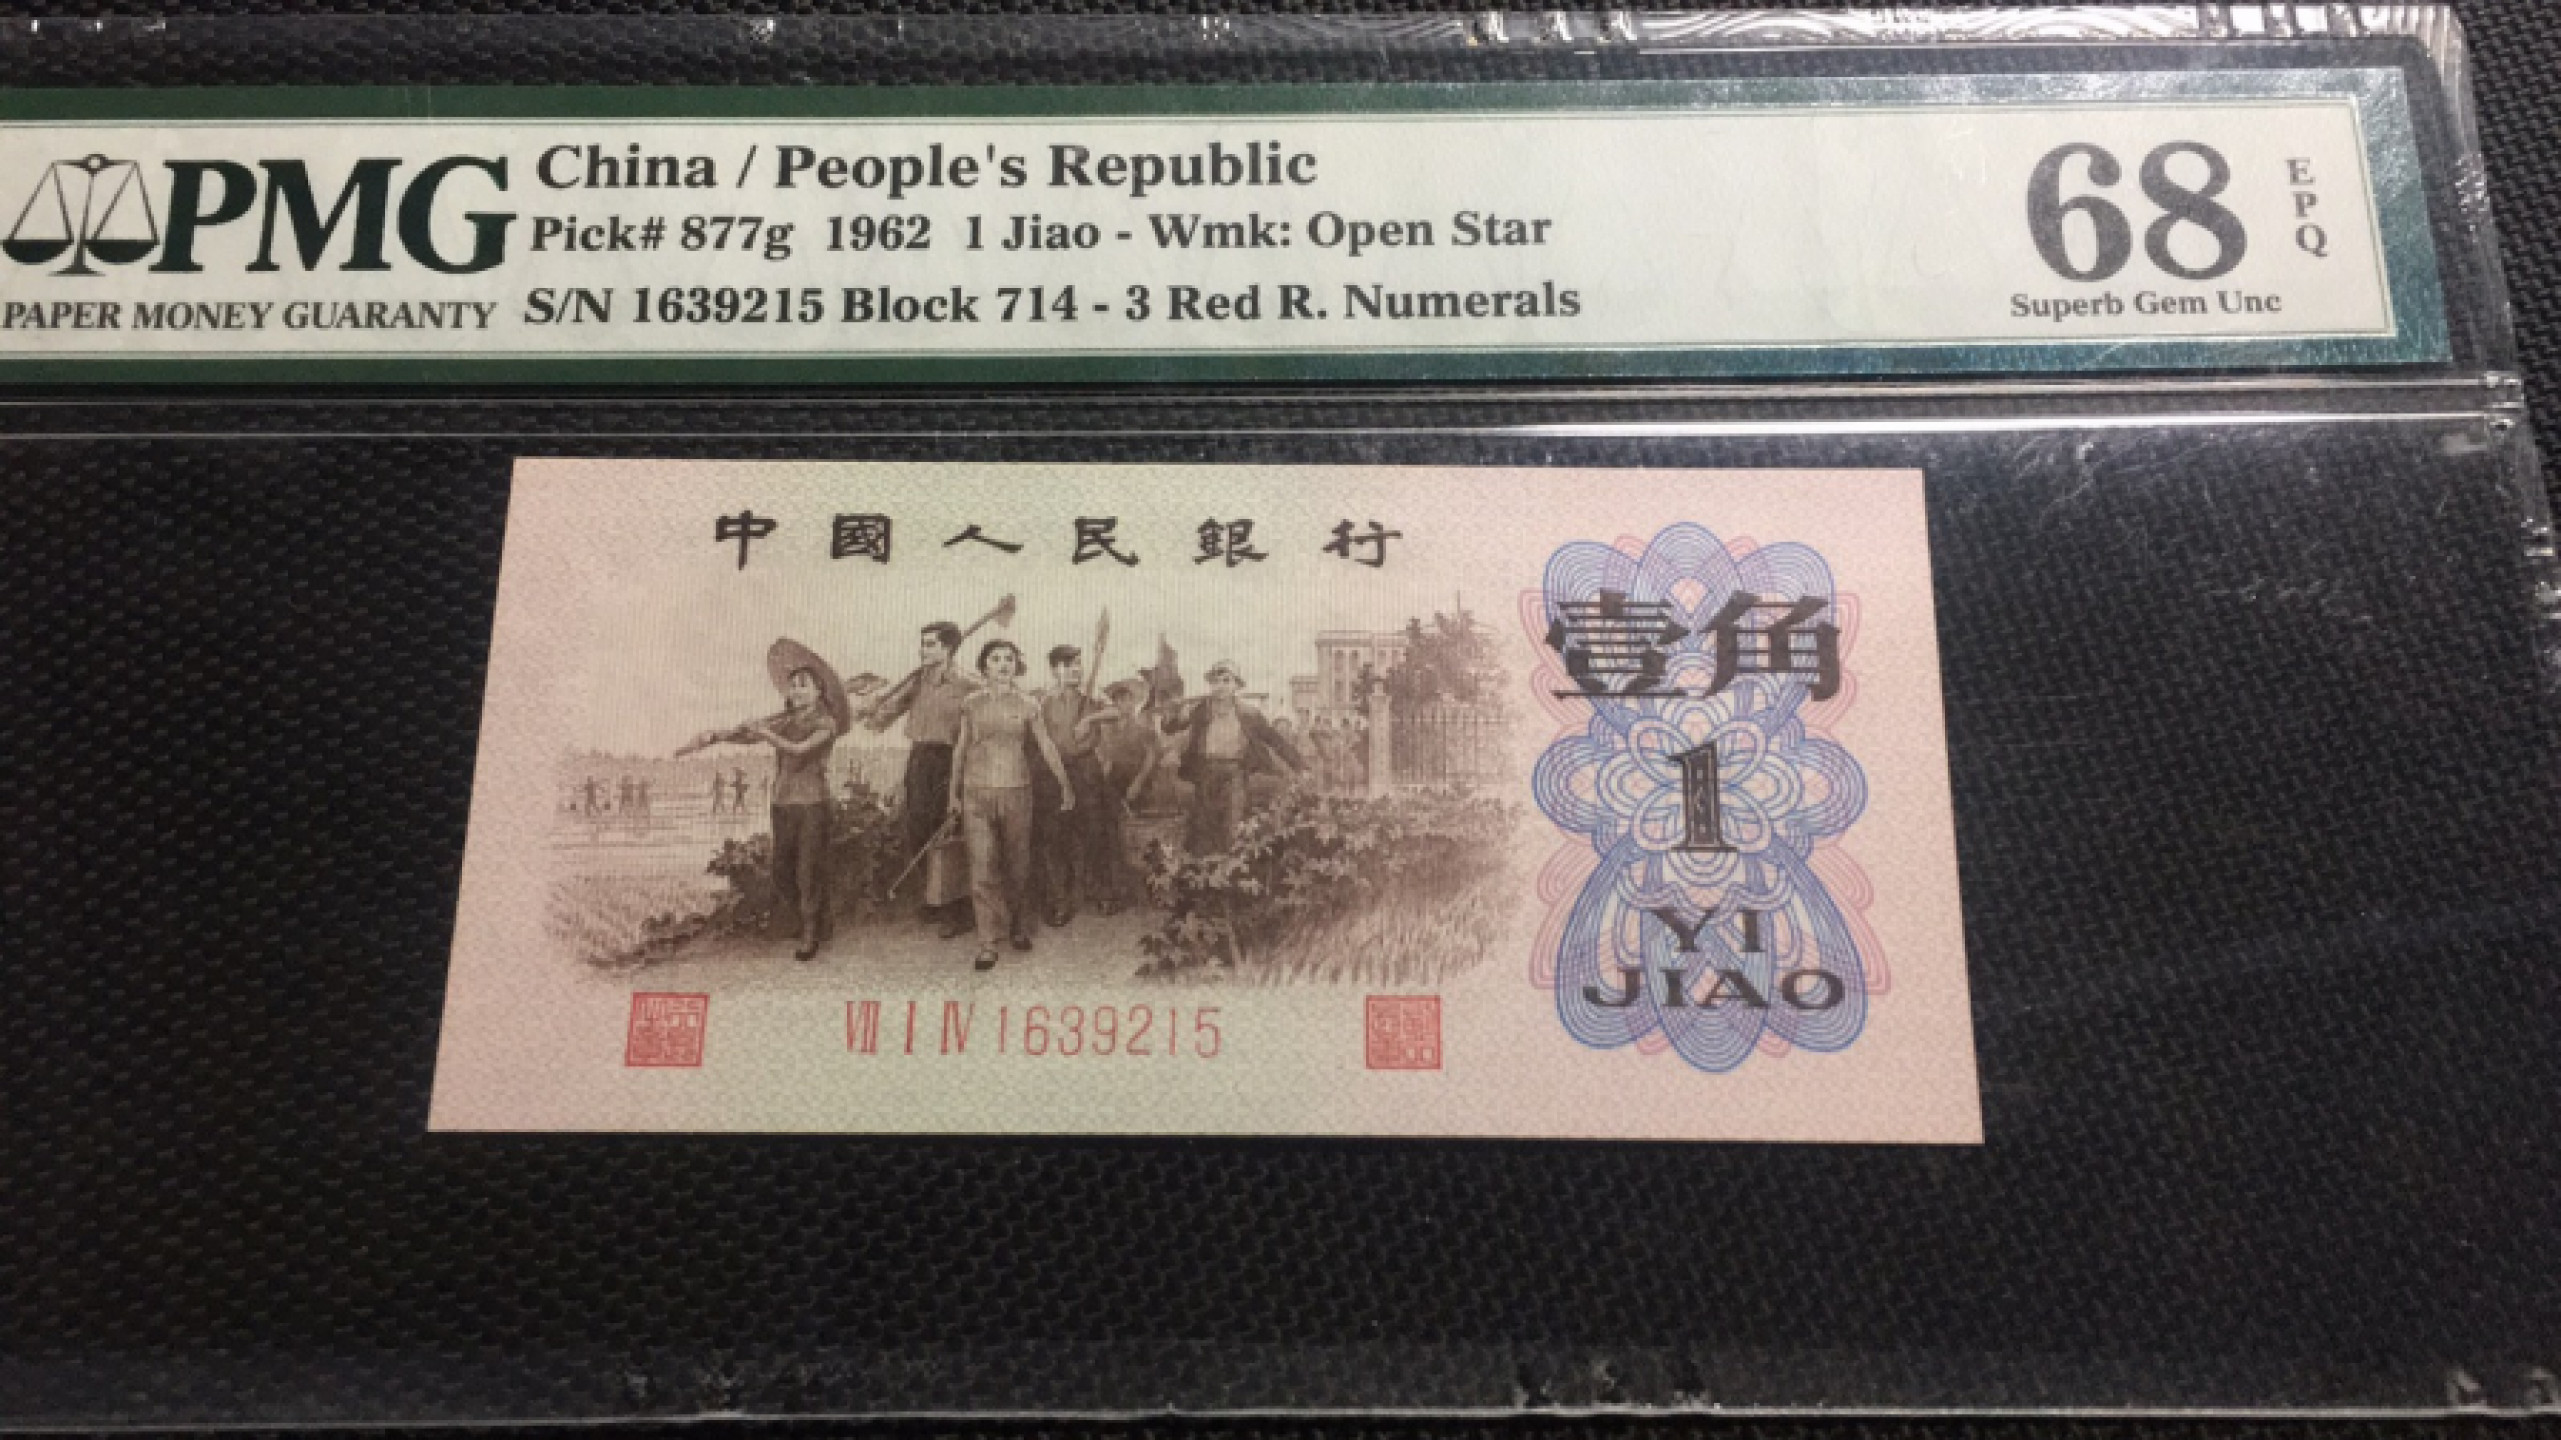 PMG
PAPER MONEY GUARANTY
China / People's Republic
Pick# 877g 1962 1 Jiao - Wmk: Open Star
S/N 1639215 Block 714 - 3 Red R. Numerals
68
EPQ
Superb Gem Unc
中國人民銀行
壹角
1
YI
JIAO
VII I IV 1639215